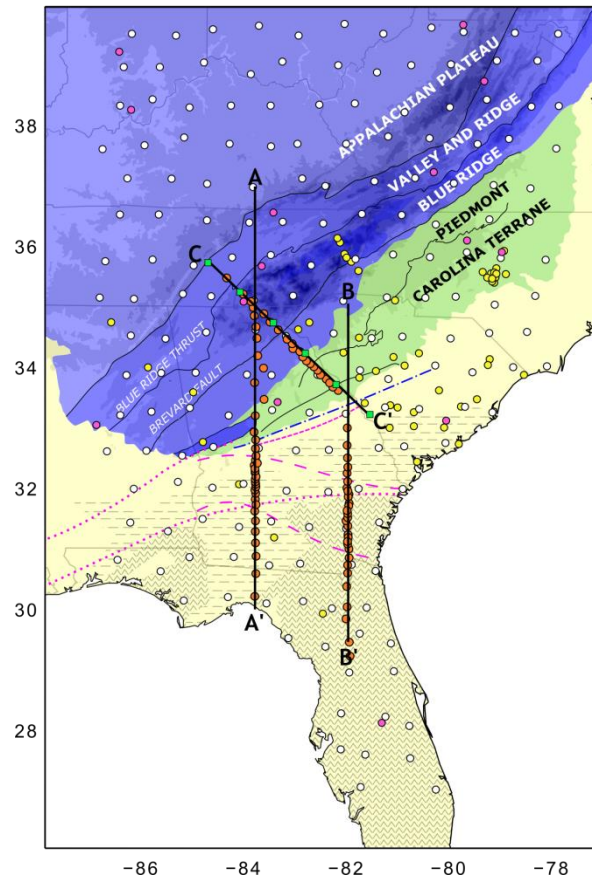 38
36
34
32
30
28
−86
−84
−82
−80
−78
APPALACHIAN PLATEAU
VALLEY AND RIDGE
BLUE RIDGE
PIEDMONT
CAROLINA TERRANE
BLUE RIDGE THRUST
BREVARD FAULT
A
C
B
C'
A'
B'